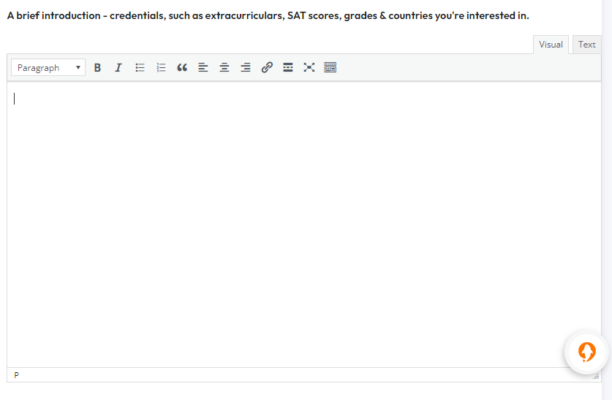 A brief introduction - credentials, such as extracurriculars, SAT scores, grades & countries you're interested in.
Visual Text
Paragraph B I
P